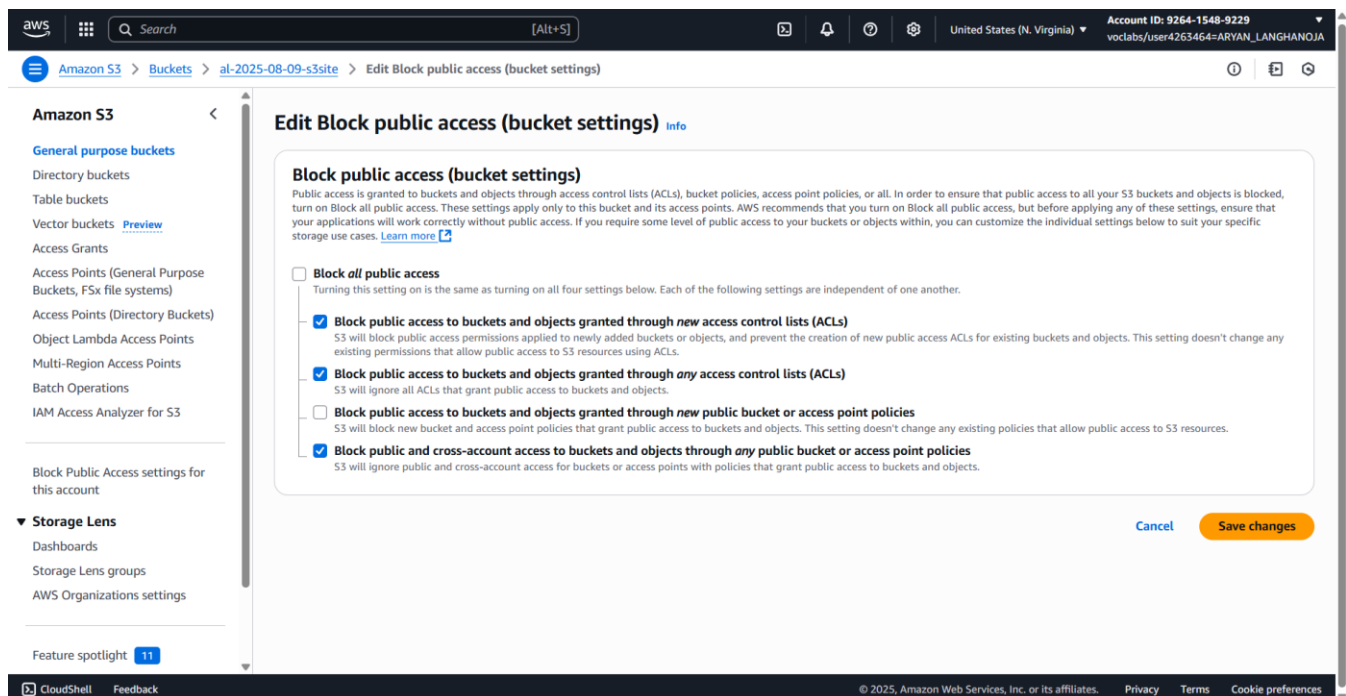 aws
Search
[Alt+S]
United States (N. Virginia)
Account ID: 9264-1548-9229
voclabs/user4263464=ARYAN_LANGHANOJA
Amazon S3 > Buckets > al-2025-08-09-s3site > Edit Block public access (bucket settings)
Amazon S3
General purpose buckets
Directory buckets
Table buckets
Vector buckets Preview
Access Grants
Access Points (General Purpose
Buckets, FSx file systems)
Access Points (Directory Buckets)
Object Lambda Access Points
Multi-Region Access Points
Batch Operations
IAM Access Analyzer for S3
Block Public Access settings for
this account
Storage Lens
Dashboards
Storage Lens groups
AWS Organizations settings
Feature spotlight 11
Edit Block public access (bucket settings) Info
Block public access (bucket settings)
Public access is granted to buckets and objects through access control lists (ACLs), bucket policies, access point policies, or all. In order to ensure that public access to all your S3 buckets and objects is blocked,
turn on Block all public access. These settings apply only to this bucket and its access points. AWS recommends that you turn on Block all public access, but before applying any of these settings, ensure that
your applications will work correctly without public access. If you require some level of public access to your buckets or objects within, you can customize the individual settings below to suit your specific
storage use cases. Learn more
Block all public access
Turning this setting on is the same as turning on all four settings below. Each of the following settings are independent of one another.
Block public access to buckets and objects granted through new access control lists (ACLs)
S3 will block public access permissions applied to newly added buckets or objects, and prevent the creation of new public access ACLs for existing buckets and objects. This setting doesn't change any
existing permissions that allow public access to S3 resources using ACLs.
Block public access to buckets and objects granted through any access control lists (ACLs)
S3 will ignore all ACLs that grant public access to buckets and objects.
Block public access to buckets and objects granted through new public bucket or access point policies
S3 will block new bucket and access point policies that grant public access to buckets and objects. This setting doesn't change any existing policies that allow public access to S3 resources.
Block public and cross-account access to buckets and objects through any public bucket or access point policies
S3 will ignore public and cross-account access for buckets or access points with policies that grant public access to buckets and objects.
Cancel
Save changes
CloudShell Feedback
© 2025, Amazon Web Services, Inc. or its affiliates. Privacy Terms Cookie preferences